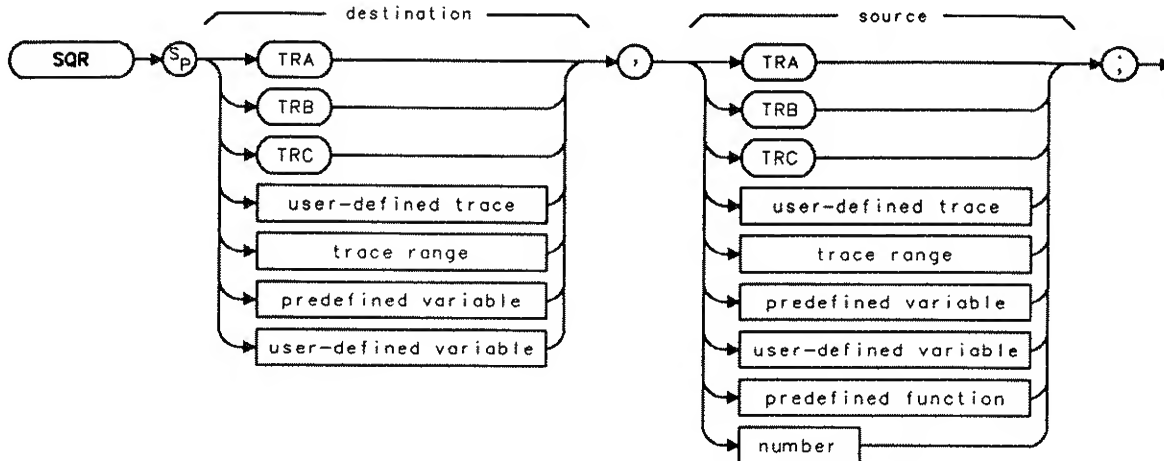 destination
source
SQR
SP
TRA
TRB
TRC
user-defined trace
trace range
predefined variable
user-defined variable
,
TRA
TRB
TRC
user-defined trace
trace range
predefined variable
user-defined variable
predefined function
number
;